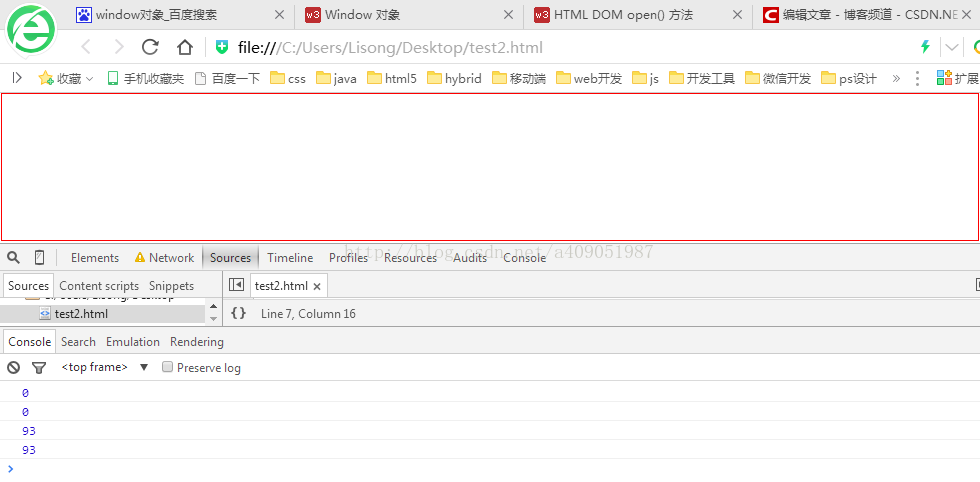 window对象_百度搜索
Window 对象
HTML DOM open() 方法
编辑文章 - 博客频道 - CSDN.NE
file:///C:/Users/Lisong/Desktop/test2.html
收藏 手机收藏夹 百度一下 css java html5 hybrid 移动端 web开发 js 开发工具 微信开发 ps设计 » 扩展
http://blog.csdn.net/a409051987
Elements Network Sources Timeline Profiles Resources Audits Console
Sources Content scripts Snippets
test2.html
test2.html
{} Line 7, Column 16
Console Search Emulation Rendering
<top frame> Preserve log
0
0
93
93